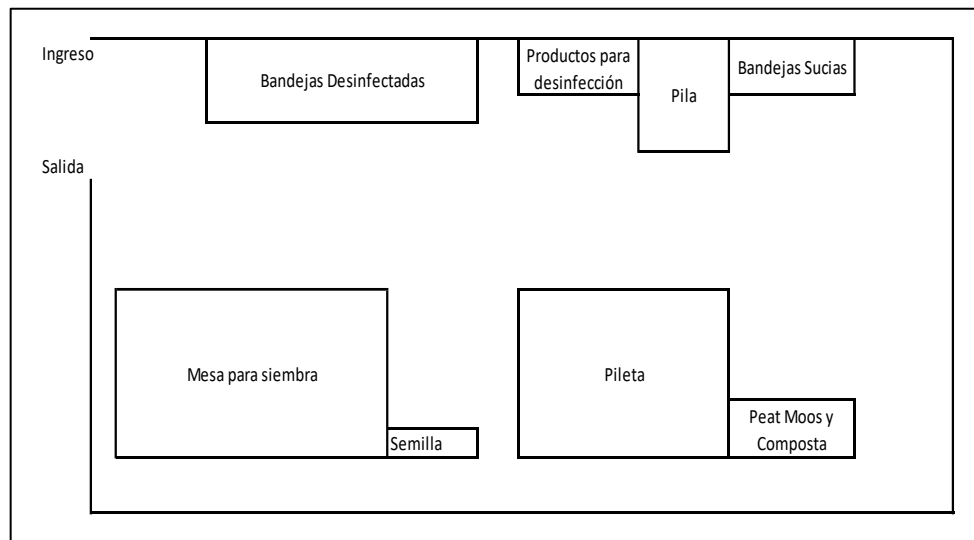 Ingreso
Bandejas Desinfectadas
Productos para
desinfección
Pila
Bandejas Sucias
Salida
Mesa para siembra
Semilla
Pileta
Peat Moos y
Composta